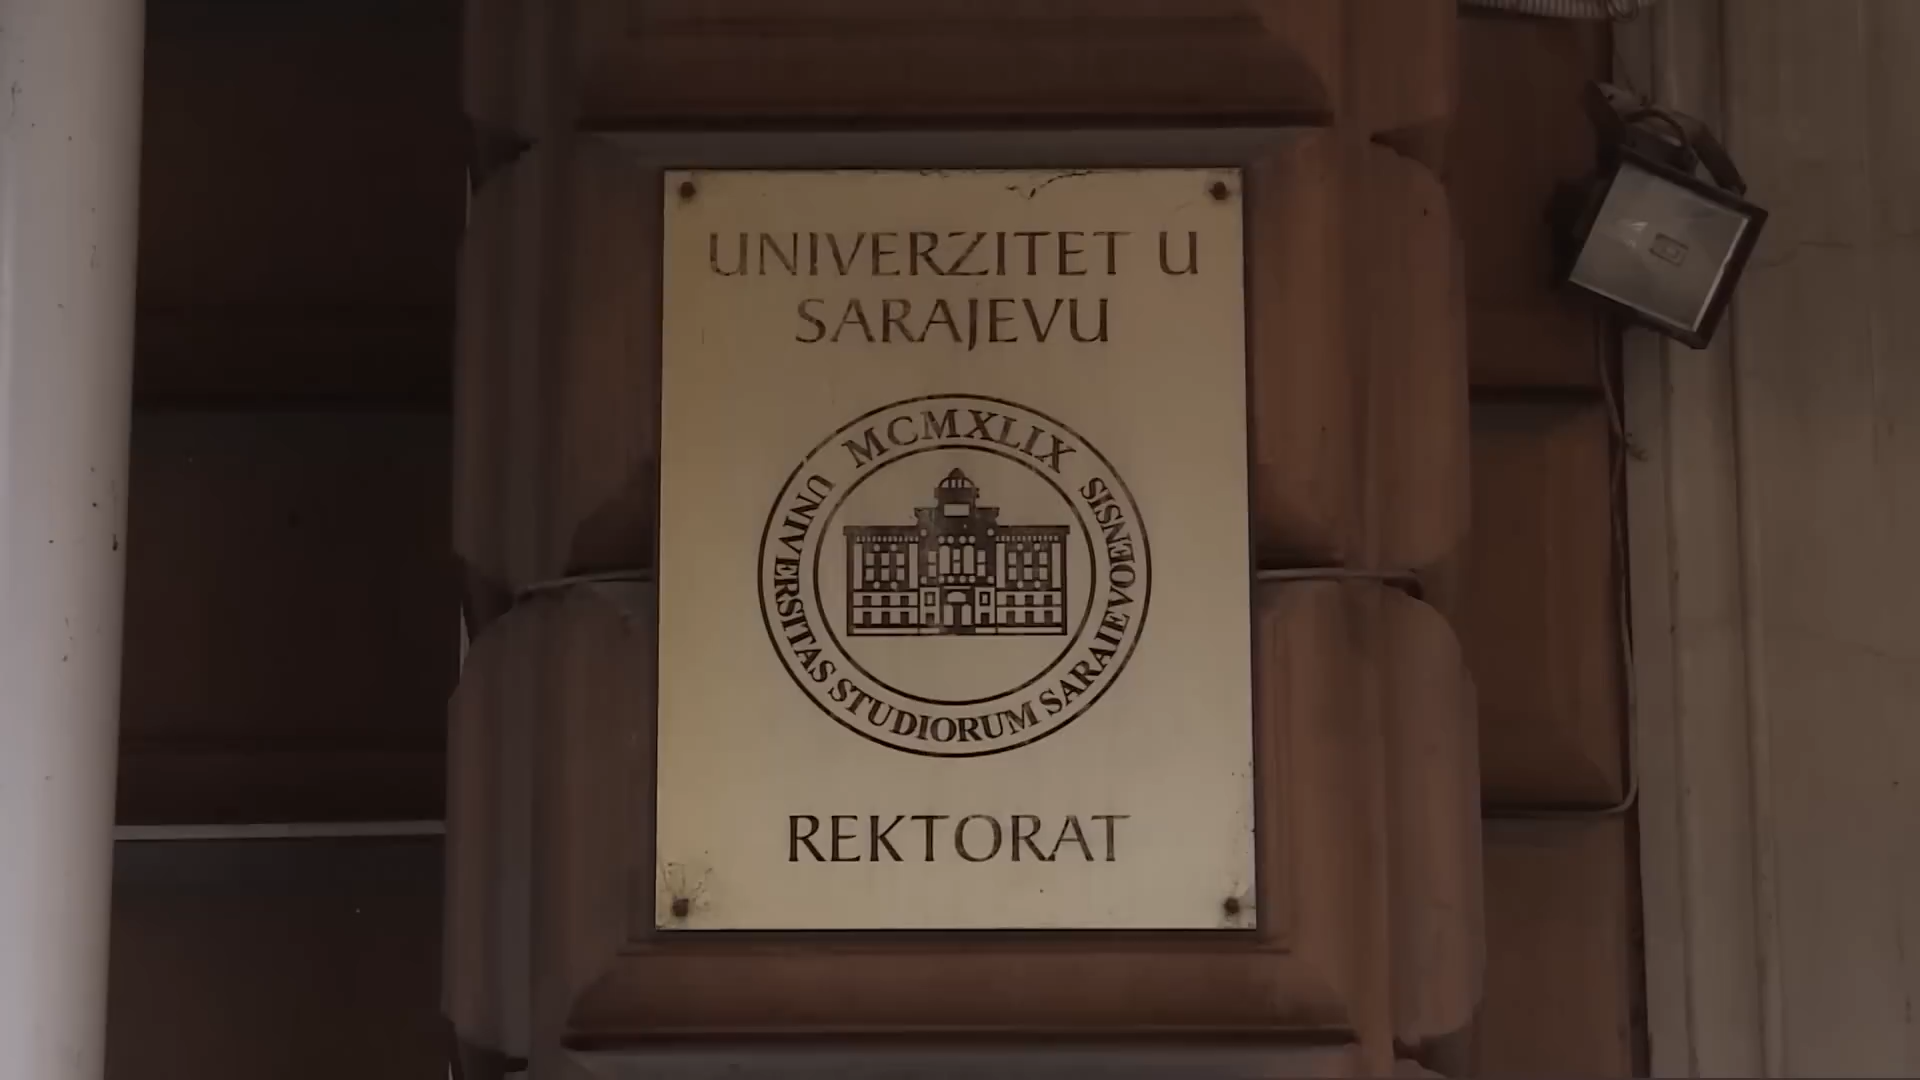 UNIVERZITET U
SARAJEVU
MCMXLIX
UNIVERSITAS STUDIORUM SARAIEVOENSIS
REKTORAT